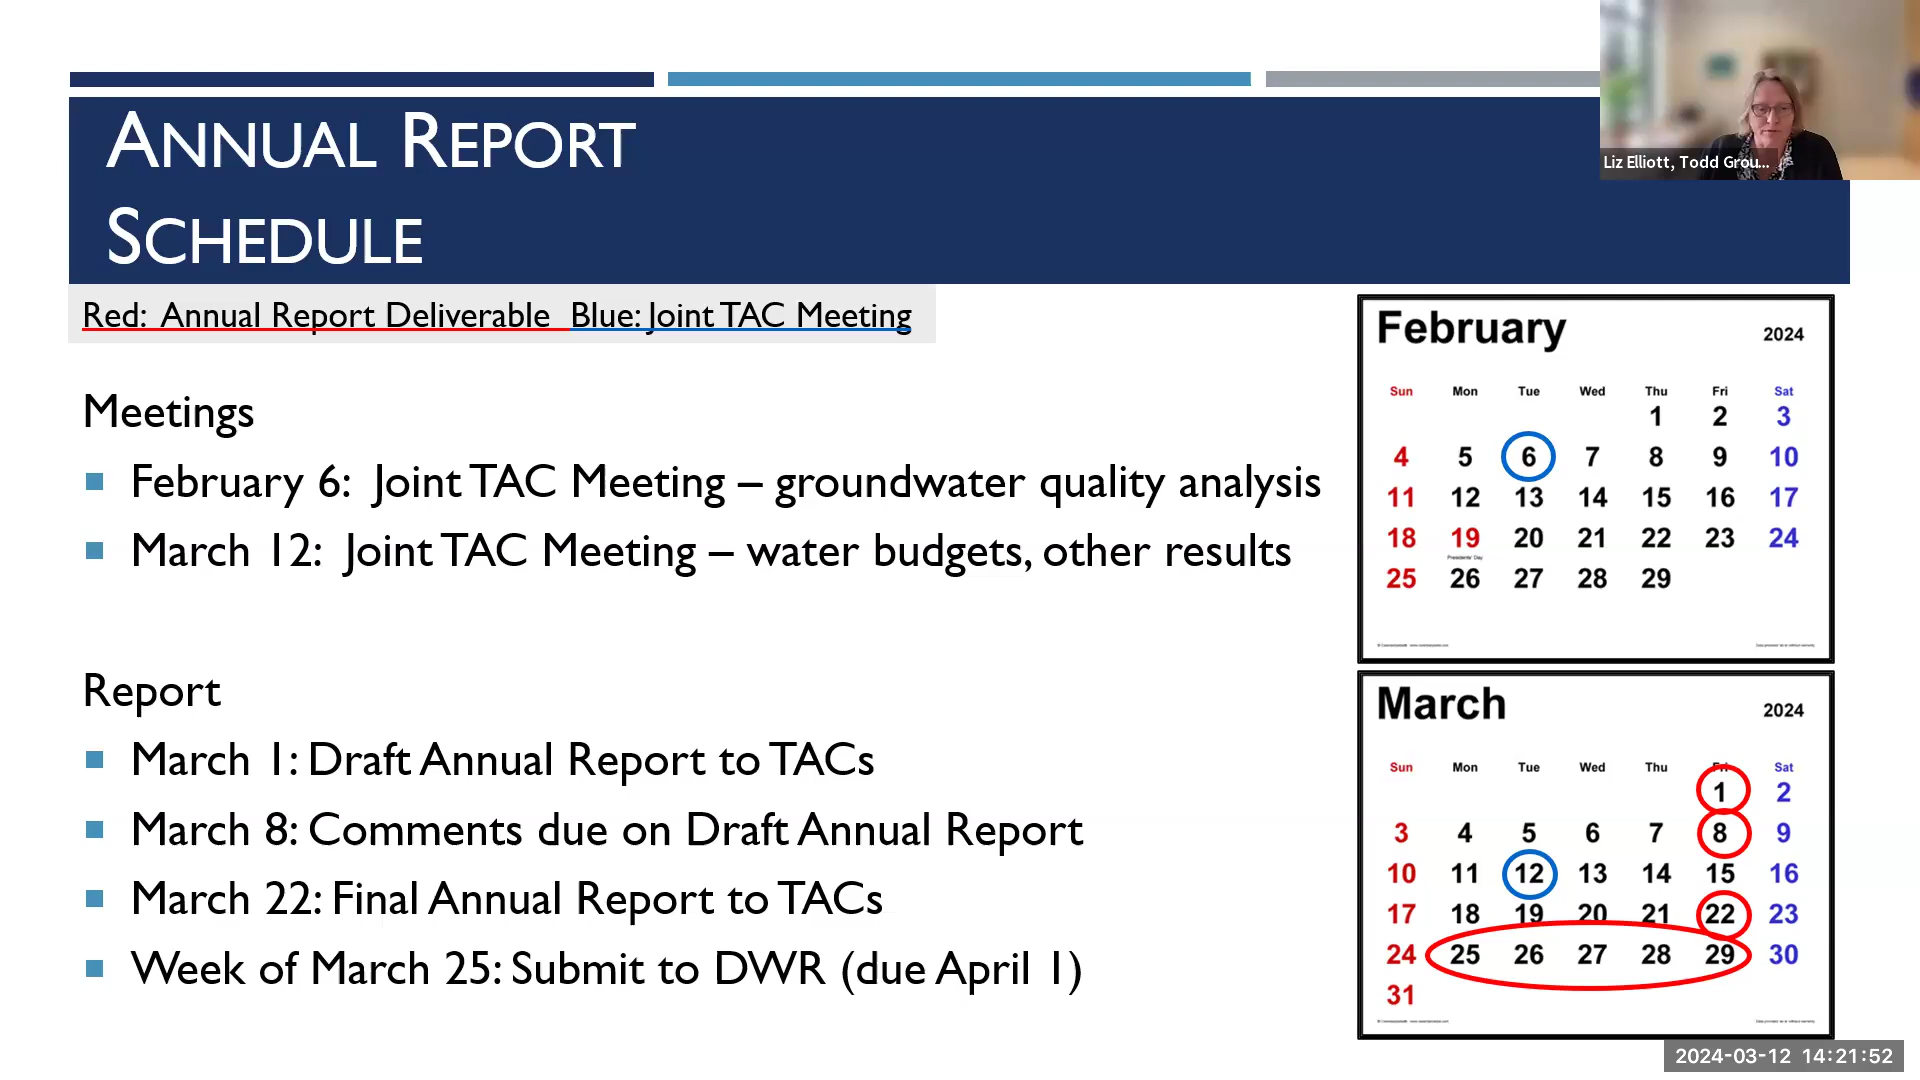 ANNUAL REPORT
SCHEDULE
Liz Elliott, Todd Grou...
Red: Annual Report Deliverable Blue: Joint TAC Meeting
Meetings
February 6: Joint TAC Meeting – groundwater quality analysis
March 12: Joint TAC Meeting – water budgets, other results
Report
March 1: Draft Annual Report to TACs
March 8: Comments due on Draft Annual Report
March 22: Final Annual Report to TACs
Week of March 25: Submit to DWR (due April 1)
February 2024
Sun Mon Tue Wed Thu Fri Sat
1 2 3
4 5 6 7 8 9 10
11 12 13 14 15 16 17
18 19 20 21 22 23 24
Presidents' Day
25 26 27 28 29
March 2024
Sun Mon Tue Wed Thu Fri Sat
1 2
3 4 5 6 7 8 9
10 11 12 13 14 15 16
17 18 19 20 21 22 23
24 25 26 27 28 29 30
31
2024-03-12 14:21:52